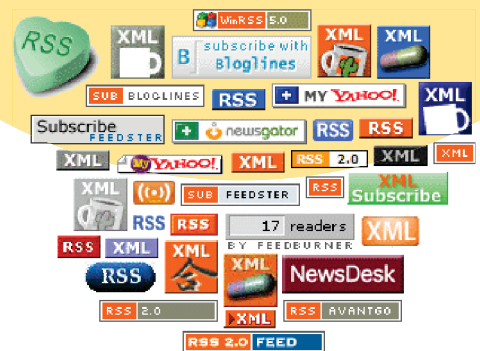 WinRSS 5.0
RSS
XML
B subscribe with Bloglines
XML
XML
SUB BLOGLINES
RSS
+ MY YAHOO!
XML
Subscribe
FEEDSTER
+ newsgator
RSS
RSS
XML
My YAHOO!
XML
RSS 2.0
XML
XML
XML
SUB FEEDSTER
RSS
XML
Subscribe
RSS
RSS
17 readers
BY FEEDBURNER
XML
RSS
XML
XML
合
XML
NewsDesk
RSS
RSS 2.0
XML
RSS AVANTGO
RSS 2.0 FEED